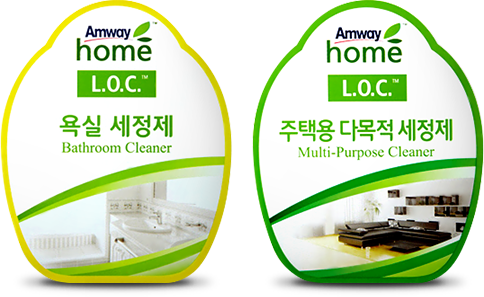 Amway
home
L.O.C.™
욕실 세정제
Bathroom Cleaner
Amway
home
L.O.C.™
주택용 다목적 세정제
Multi-Purpose Cleaner